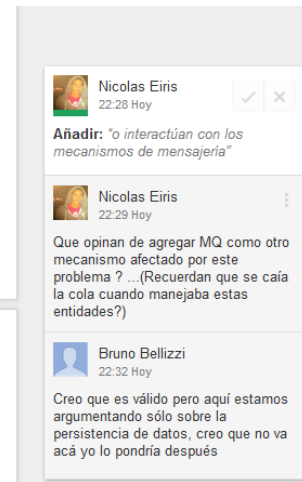 Nicolas Eiris
22:28 Hoy
Añadir: “o interactúan con los
mecanismos de mensajería”
Nicolas Eiris
22:29 Hoy
Que opinan de agregar MQ como otro
mecanismo afectado por este
problema ? ...(Recuerdan que se caía
la cola cuando manejaba estas
entidades?)
Bruno Bellizzi
22:32 Hoy
Creo que es válido pero aquí estamos
argumentando sólo sobre la
persistencia de datos, creo que no va
acá yo lo pondría después